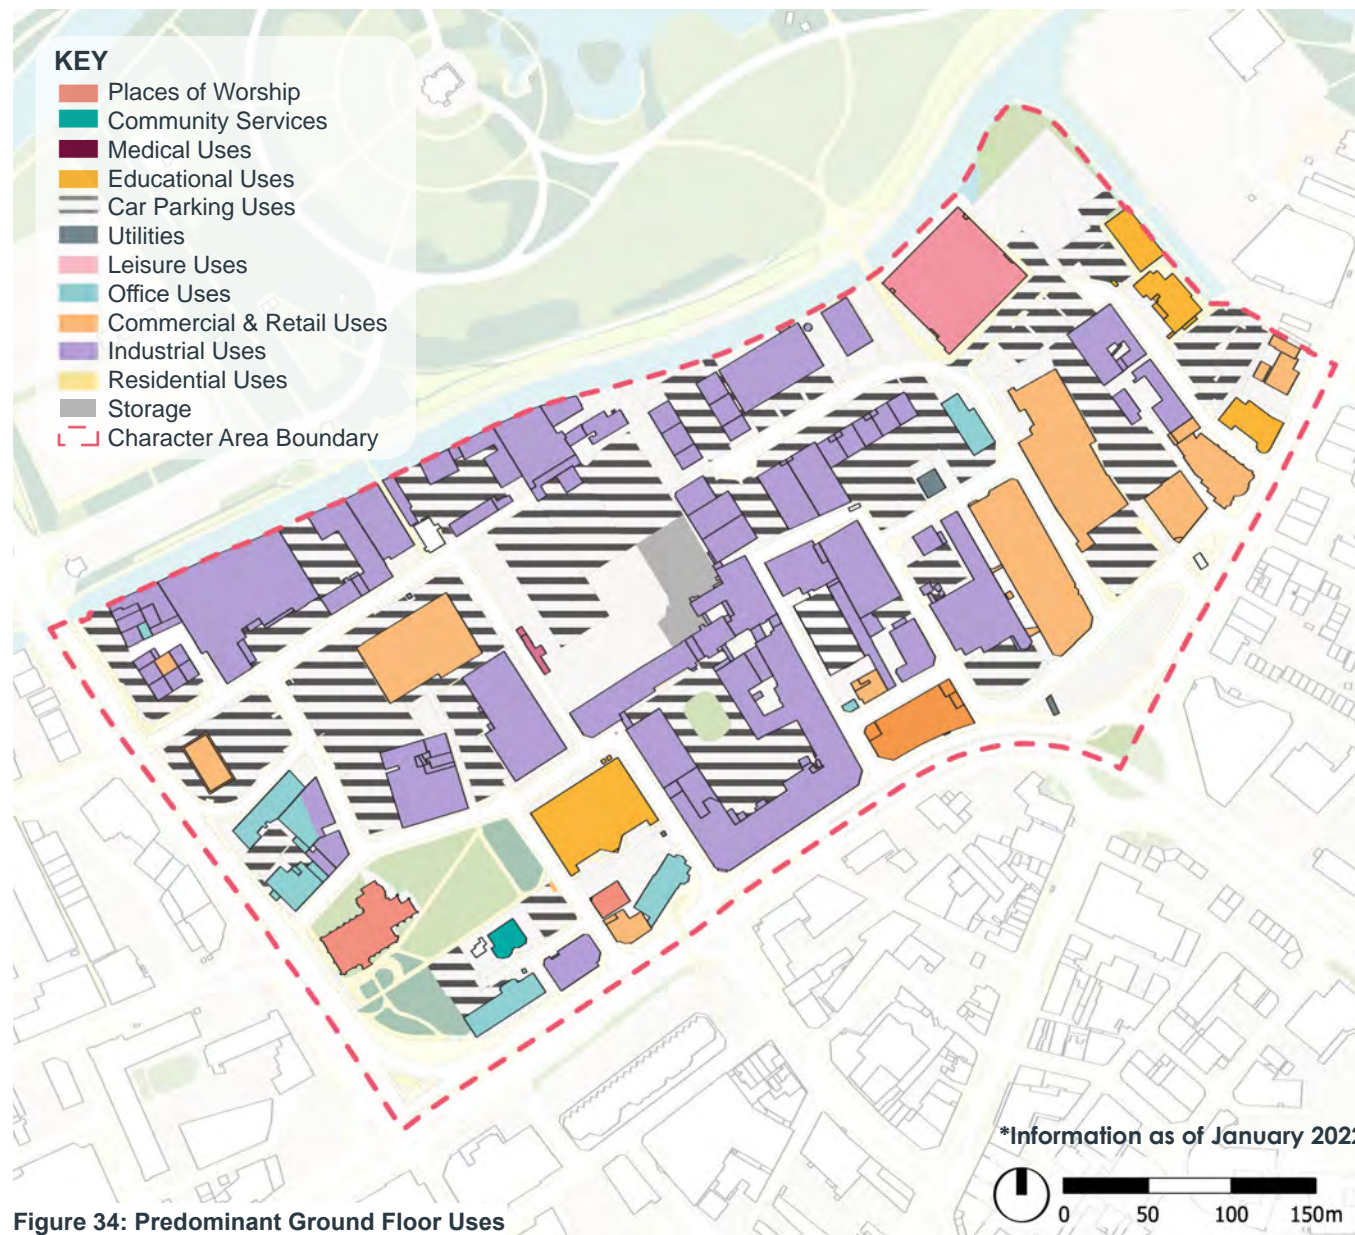 KEY
Places of Worship
Community Services
Medical Uses
Educational Uses
Car Parking Uses
Utilities
Leisure Uses
Office Uses
Commercial & Retail Uses
Industrial Uses
Residential Uses
Storage
Character Area Boundary
*Information as of January 2022
0 50 100 150m
Figure 34: Predominant Ground Floor Uses